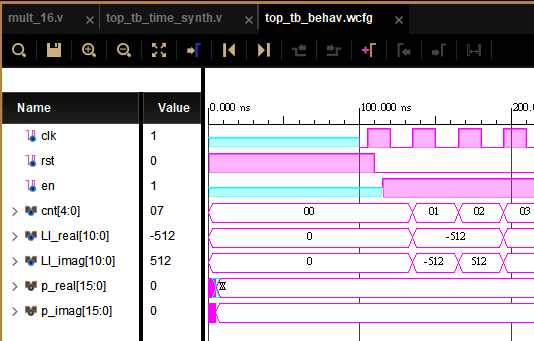 mult_16.v × top_tb_time_synth.v × top_tb_behav.wcfg ×
Name Value 0.000 ns 100.000 ns 200.0
clk 1
rst 0
en 1
cnt[4:0] 07 00 01 02 03
LI_real[10:0] -512 0 -512
LI_imag[10:0] 512 0 -512 512
p_real[15:0] 0
p_imag[15:0] 0